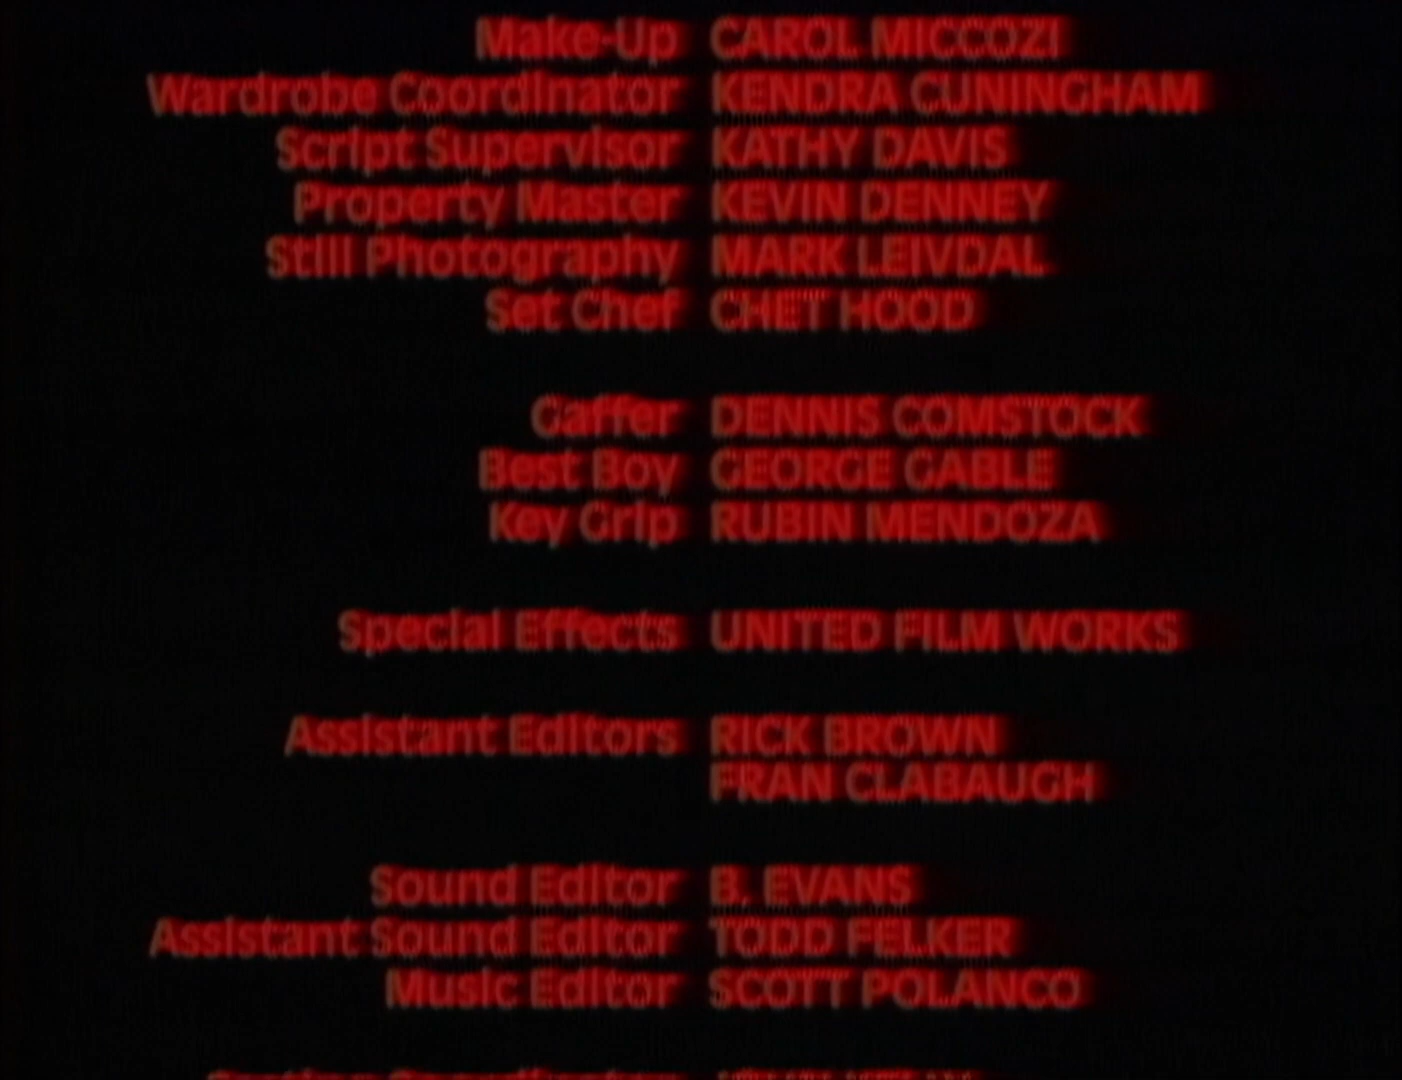 Make-Up CAROL MICCOZI
Wardrobe Coordinator KENDRA CUNINGHAM
Script Supervisor KATHY DAVIS
Property Master KEVIN DENNEY
Still Photography MARK LEIVDAL
Set Chef CHET HOOD
Gaffer DENNIS COMSTOCK
Best Boy GEORGE GABLE
Key Grip RUBIN MENDOZA
Special Effects UNITED FILM WORKS
Assistant Editors RICK BROWN
FRAN CLABAUGH
Sound Editor B. EVANS
Assistant Sound Editor TODD FELKER
Music Editor SCOTT POLANCO